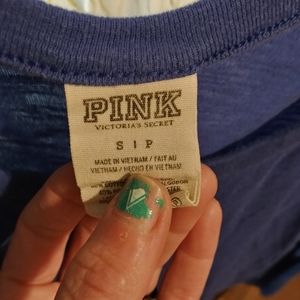 PINK
VICTORIA'S SECRET
S | P
MADE IN VIETNAM / FAIT AU
VIETNAM / HECHO EN VIETNAM